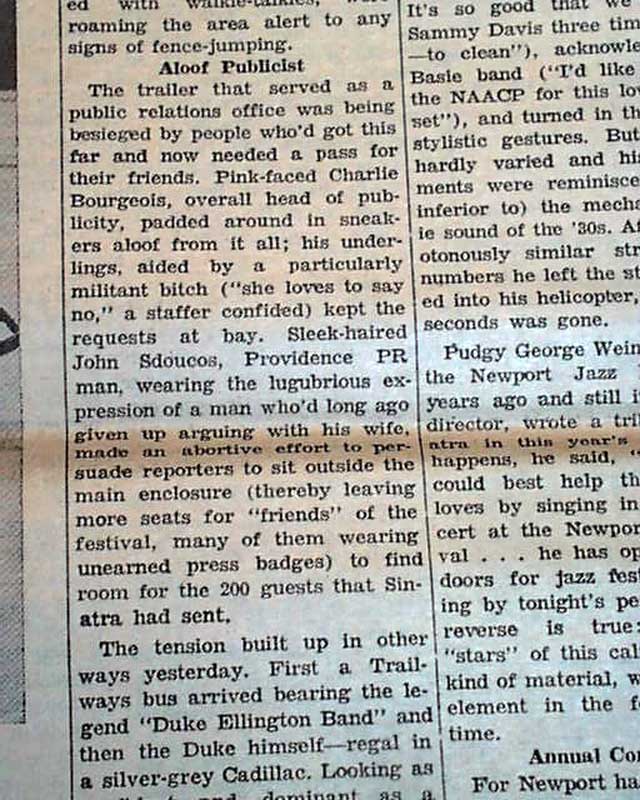 ed with walkie-talkies, were
roaming the area alert to any
signs of fence-jumping.
Aloof Publicist
The trailer that served as a
public relations office was being
besieged by people who'd got this
far and now needed a pass for
their friends. Pink-faced Charlie
Bourgeois, overall head of pub-
licity, padded around in sneak-
ers aloof from it all; his under-
lings, aided by a particularly
militant bitch ("she loves to say
no," a staffer confided) kept the
requests at bay. Sleek-haired
John Sdoucos, Providence PR
man, wearing the lugubrious ex-
pression of a man who'd long ago
given up arguing with his wife,
made an abortive effort to per-
suade reporters to sit outside the
main enclosure (thereby leaving
more seats for "friends" of the
festival, many of them wearing
unearned press badges) to find
room for the 200 guests that Sin-
atra had sent.
The tension built up in other
ways yesterday. First a Trail-
ways bus arrived bearing the le-
gend "Duke Ellington Band" and
then the Duke himself—regal in
a silver-grey Cadillac. Looking as
and dominant as a
It's so good that we
Sammy Davis three tim
—to clean"), acknowle
Basie band ("I'd like
the NAACP for this lo
set"), and turned in th
stylistic gestures. But
hardly varied and hi
ments were reminisce
inferior to) the mecha
ie sound of the '30s. A
otonously similar str
numbers he left the st
ed into his helicopter,
seconds was gone.
Pudgy George Wein
the Newport Jazz
years ago and still i
director, wrote a tri
atra in this year's
happens, he said, "
could best help th
loves by singing in
cert at the Newpor
val . . . he has op
doors for jazz fest
ing by tonight's pe
reverse is true:
"stars" of this cal
kind of material, w
element in the f
time.
Annual Co
For Newport ha